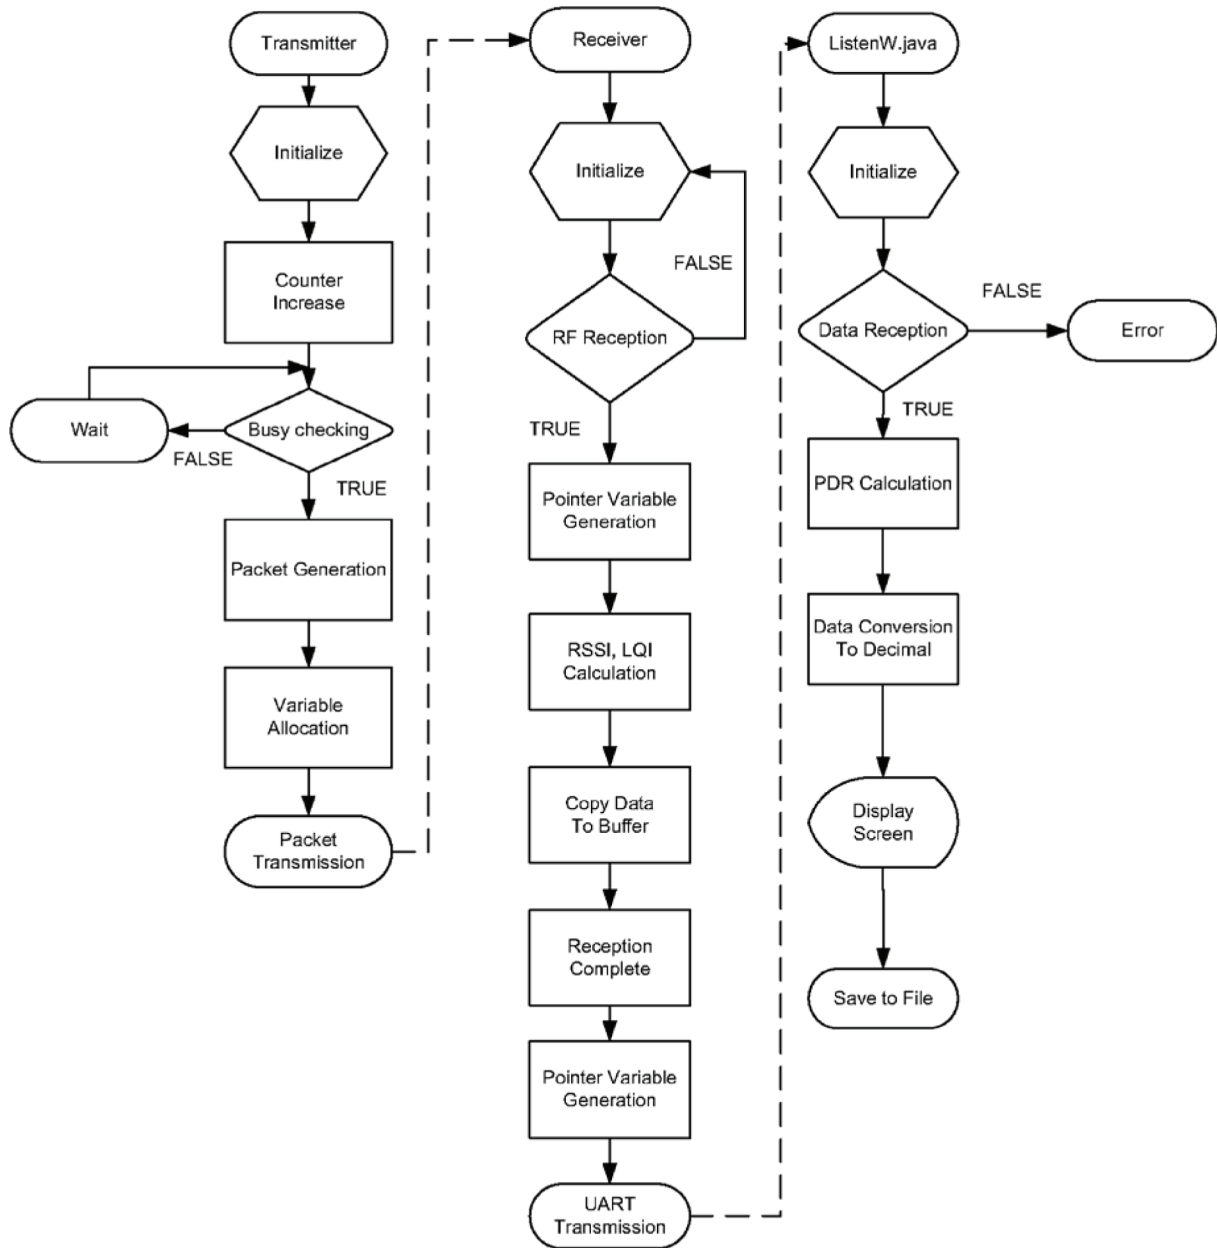 Transmitter
Initialize
Counter
Increase
Wait
Busy checking
FALSE
TRUE
Packet Generation
Variable
Allocation
Packet
Transmission
Receiver
Initialize
FALSE
RF Reception
TRUE
Pointer Variable
Generation
RSSI, LQI
Calculation
Copy Data
To Buffer
Reception
Complete
Pointer Variable
Generation
UART
Transmission
ListenW.java
Initialize
FALSE
Data Reception
Error
TRUE
PDR Calculation
Data Conversion
To Decimal
Display
Screen
Save to File